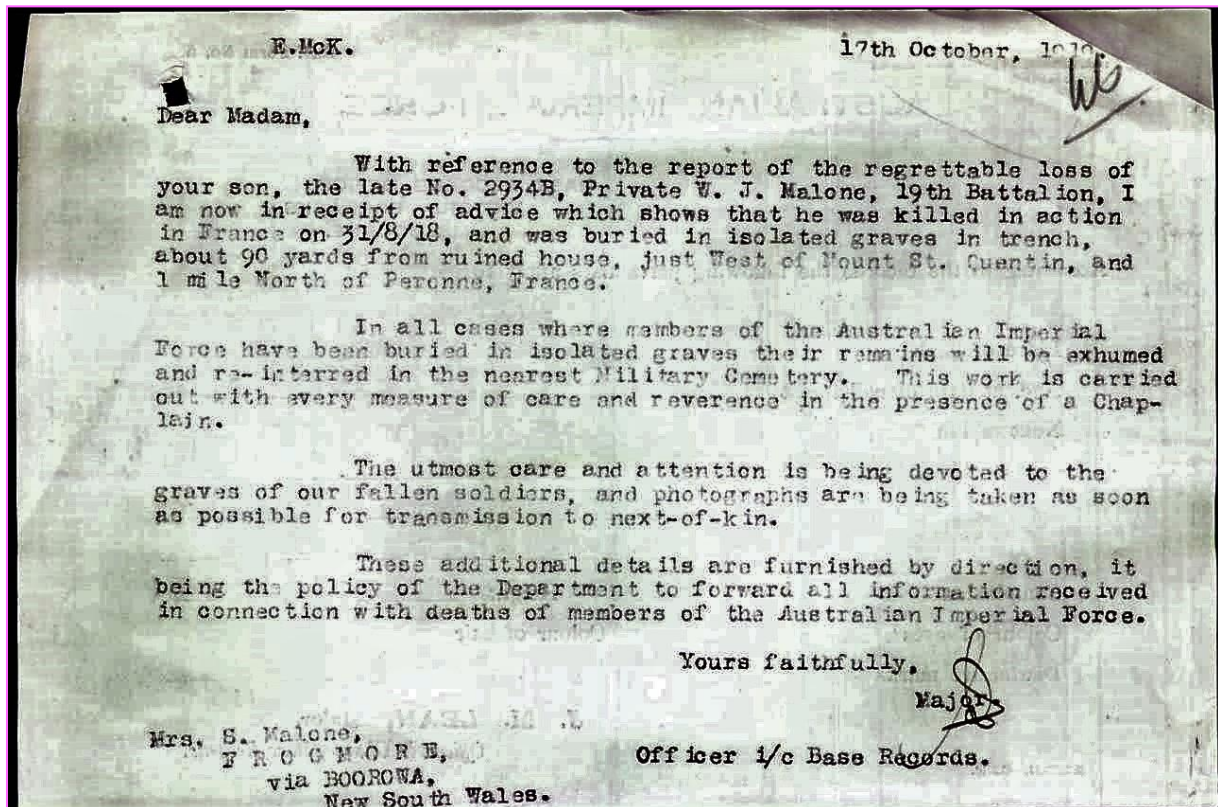 E.McK.
17th October,
Dear Madam,
With reference to the report of the regrettable loss of
your son, the late No. 2934B, Private W. J. Malone, 19th Battalion, I
am now in receipt of advice which shows that he was killed in action
in France on 31/8/18, and was buried in isolated graves in trench,
about 90 yards from ruined house, just West of Mount St. Quentin, and
1 mile North of Peronne, France.
In all cases where members of the Australian Imperial
Force have been buried in isolated graves their remains will be exhumed
and re-interred in the nearest Military Cemetery. This work is carried
out with every measure of care and reverence in the presence of a Chap-
lain.
The utmost care and attention is being devoted to the
graves of our fallen soldiers, and photographs are being taken as soon
as possible for transmission to next-of-kin.
These additional details are furnished by direction, it
being the policy of the Department to forward all information received
in connection with deaths of members of the Australian Imperial Force.
Yours faithfully,
Major,
Officer i/c Base Records.
Mrs. S. Malone,
FROGMORE,
via BOOROWA,
New South Wales.